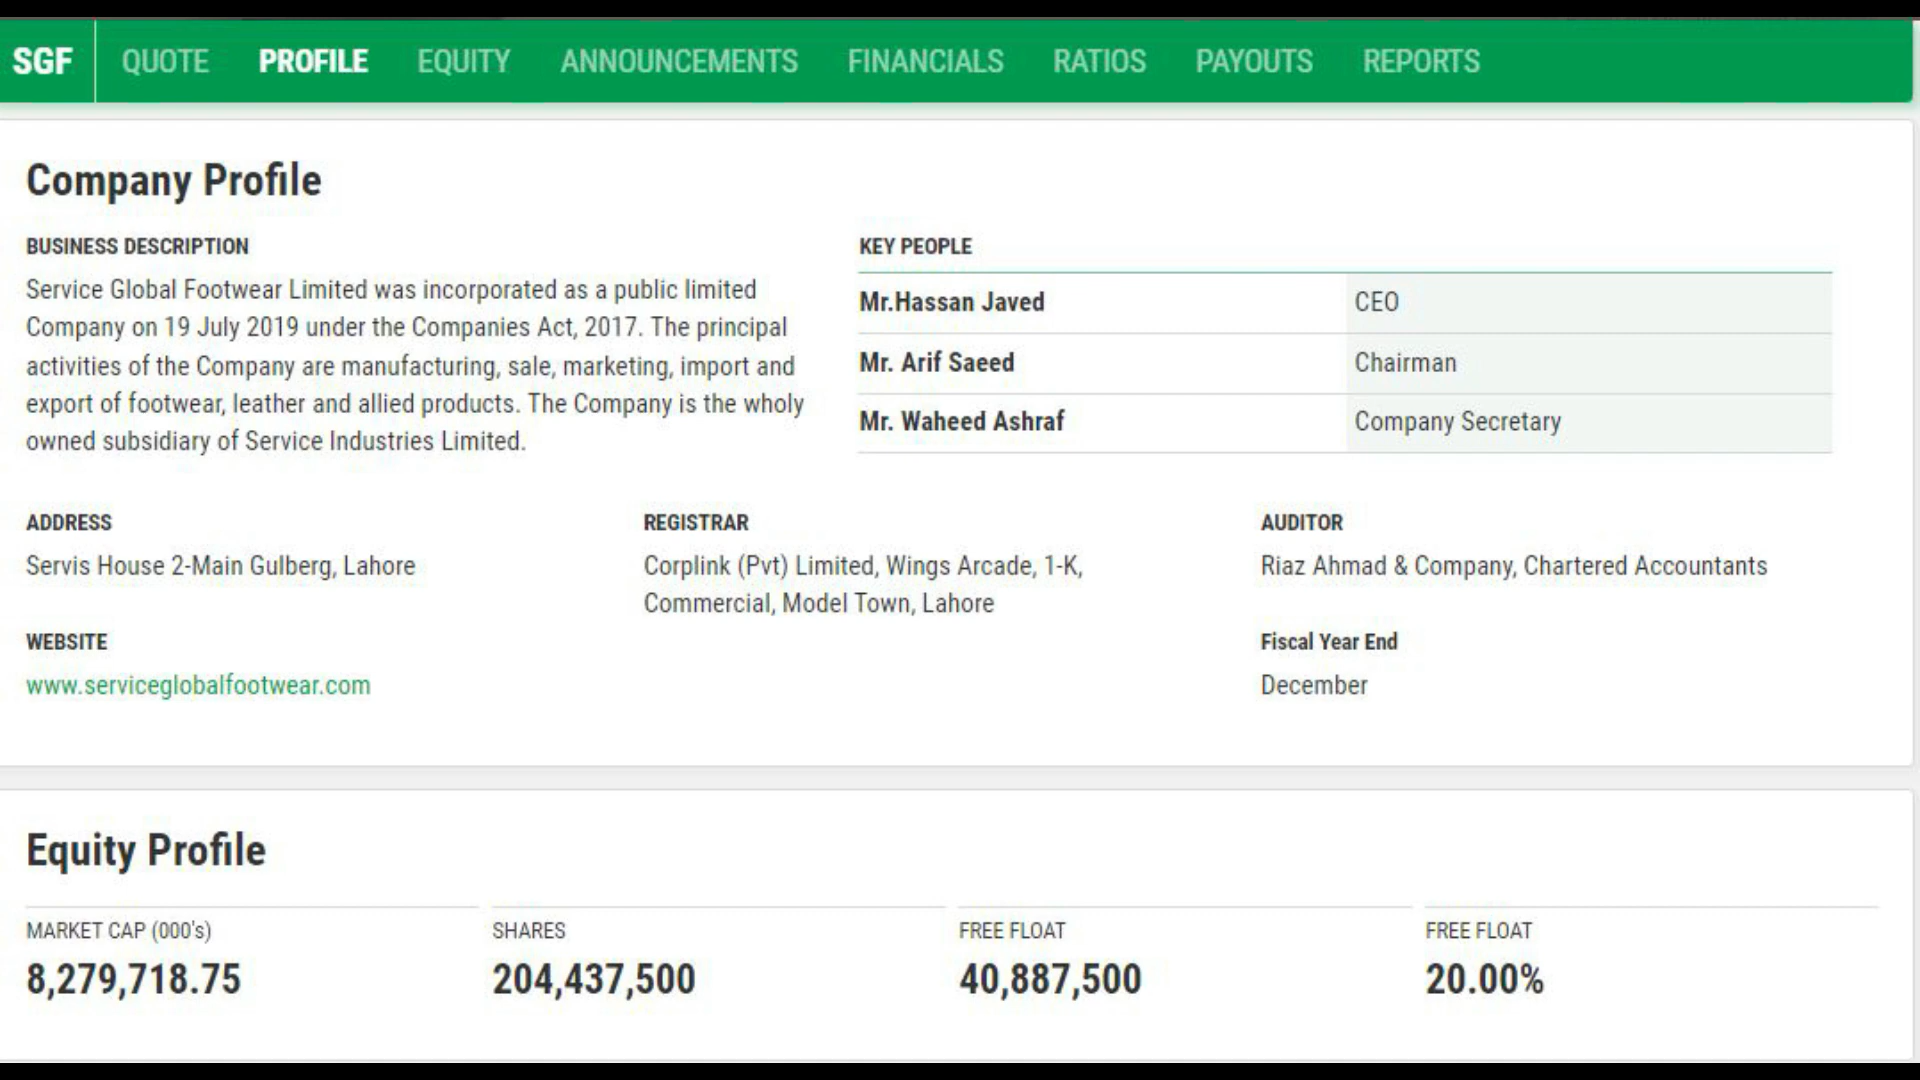 SGF QUOTE PROFILE EQUITY ANNOUNCEMENTS FINANCIALS RATIOS PAYOUTS REPORTS
Company Profile
BUSINESS DESCRIPTION
Service Global Footwear Limited was incorporated as a public limited
Company on 19 July 2019 under the Companies Act, 2017. The principal
activities of the Company are manufacturing, sale, marketing, import and
export of footwear, leather and allied products. The Company is the wholy
owned subsidiary of Service Industries Limited.
KEY PEOPLE
Mr.Hassan Javed CEO
Mr. Arif Saeed Chairman
Mr. Waheed Ashraf Company Secretary
ADDRESS
Servis House 2-Main Gulberg, Lahore
REGISTRAR
Corplink (Pvt) Limited, Wings Arcade, 1-K,
Commercial, Model Town, Lahore
AUDITOR
Riaz Ahmad & Company, Chartered Accountants
WEBSITE
www.serviceglobalfootwear.com
Fiscal Year End
December
Equity Profile
MARKET CAP (000's)
8,279,718.75
SHARES
204,437,500
FREE FLOAT
40,887,500
FREE FLOAT
20.00%